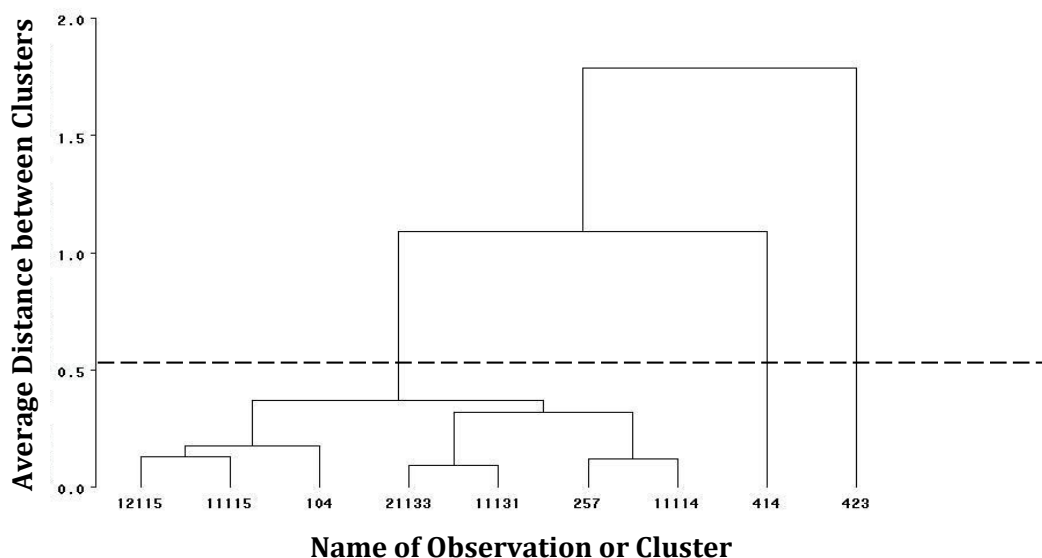 Average Distance between Clusters
2.0
1.5
1.0
0.5
0.0
12115 11115 104 21133 11131 257 11114 414 423
Name of Observation or Cluster